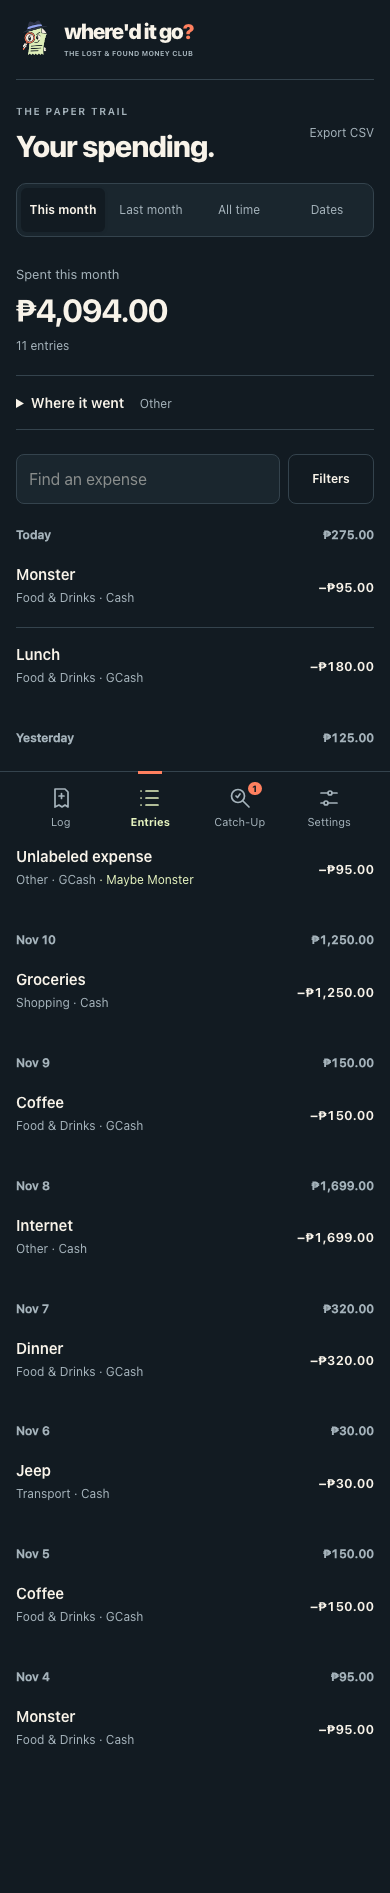 where'd it go?
THE LOST & FOUND MONEY CLUB
THE PAPER TRAIL
Your spending.
Export CSV
This month
Last month
All time
Dates
Spent this month
₱4,094.00
11 entries
Where it went
Other
Find an expense
Filters
Today
₱275.00
Monster
–₱95.00
Food & Drinks · Cash
Lunch
–₱180.00
Food & Drinks · GCash
Yesterday
₱125.00
1
Log
Entries
Catch-Up
Settings
Unlabeled expense
–₱95.00
Other · GCash · Maybe Monster
Nov 10
₱1,250.00
Groceries
–₱1,250.00
Shopping · Cash
Nov 9
₱150.00
Coffee
–₱150.00
Food & Drinks · GCash
Nov 8
₱1,699.00
Internet
–₱1,699.00
Other · Cash
Nov 7
₱320.00
Dinner
–₱320.00
Food & Drinks · GCash
Nov 6
₱30.00
Jeep
–₱30.00
Transport · Cash
Nov 5
₱150.00
Coffee
–₱150.00
Food & Drinks · GCash
Nov 4
₱95.00
Monster
–₱95.00
Food & Drinks · Cash